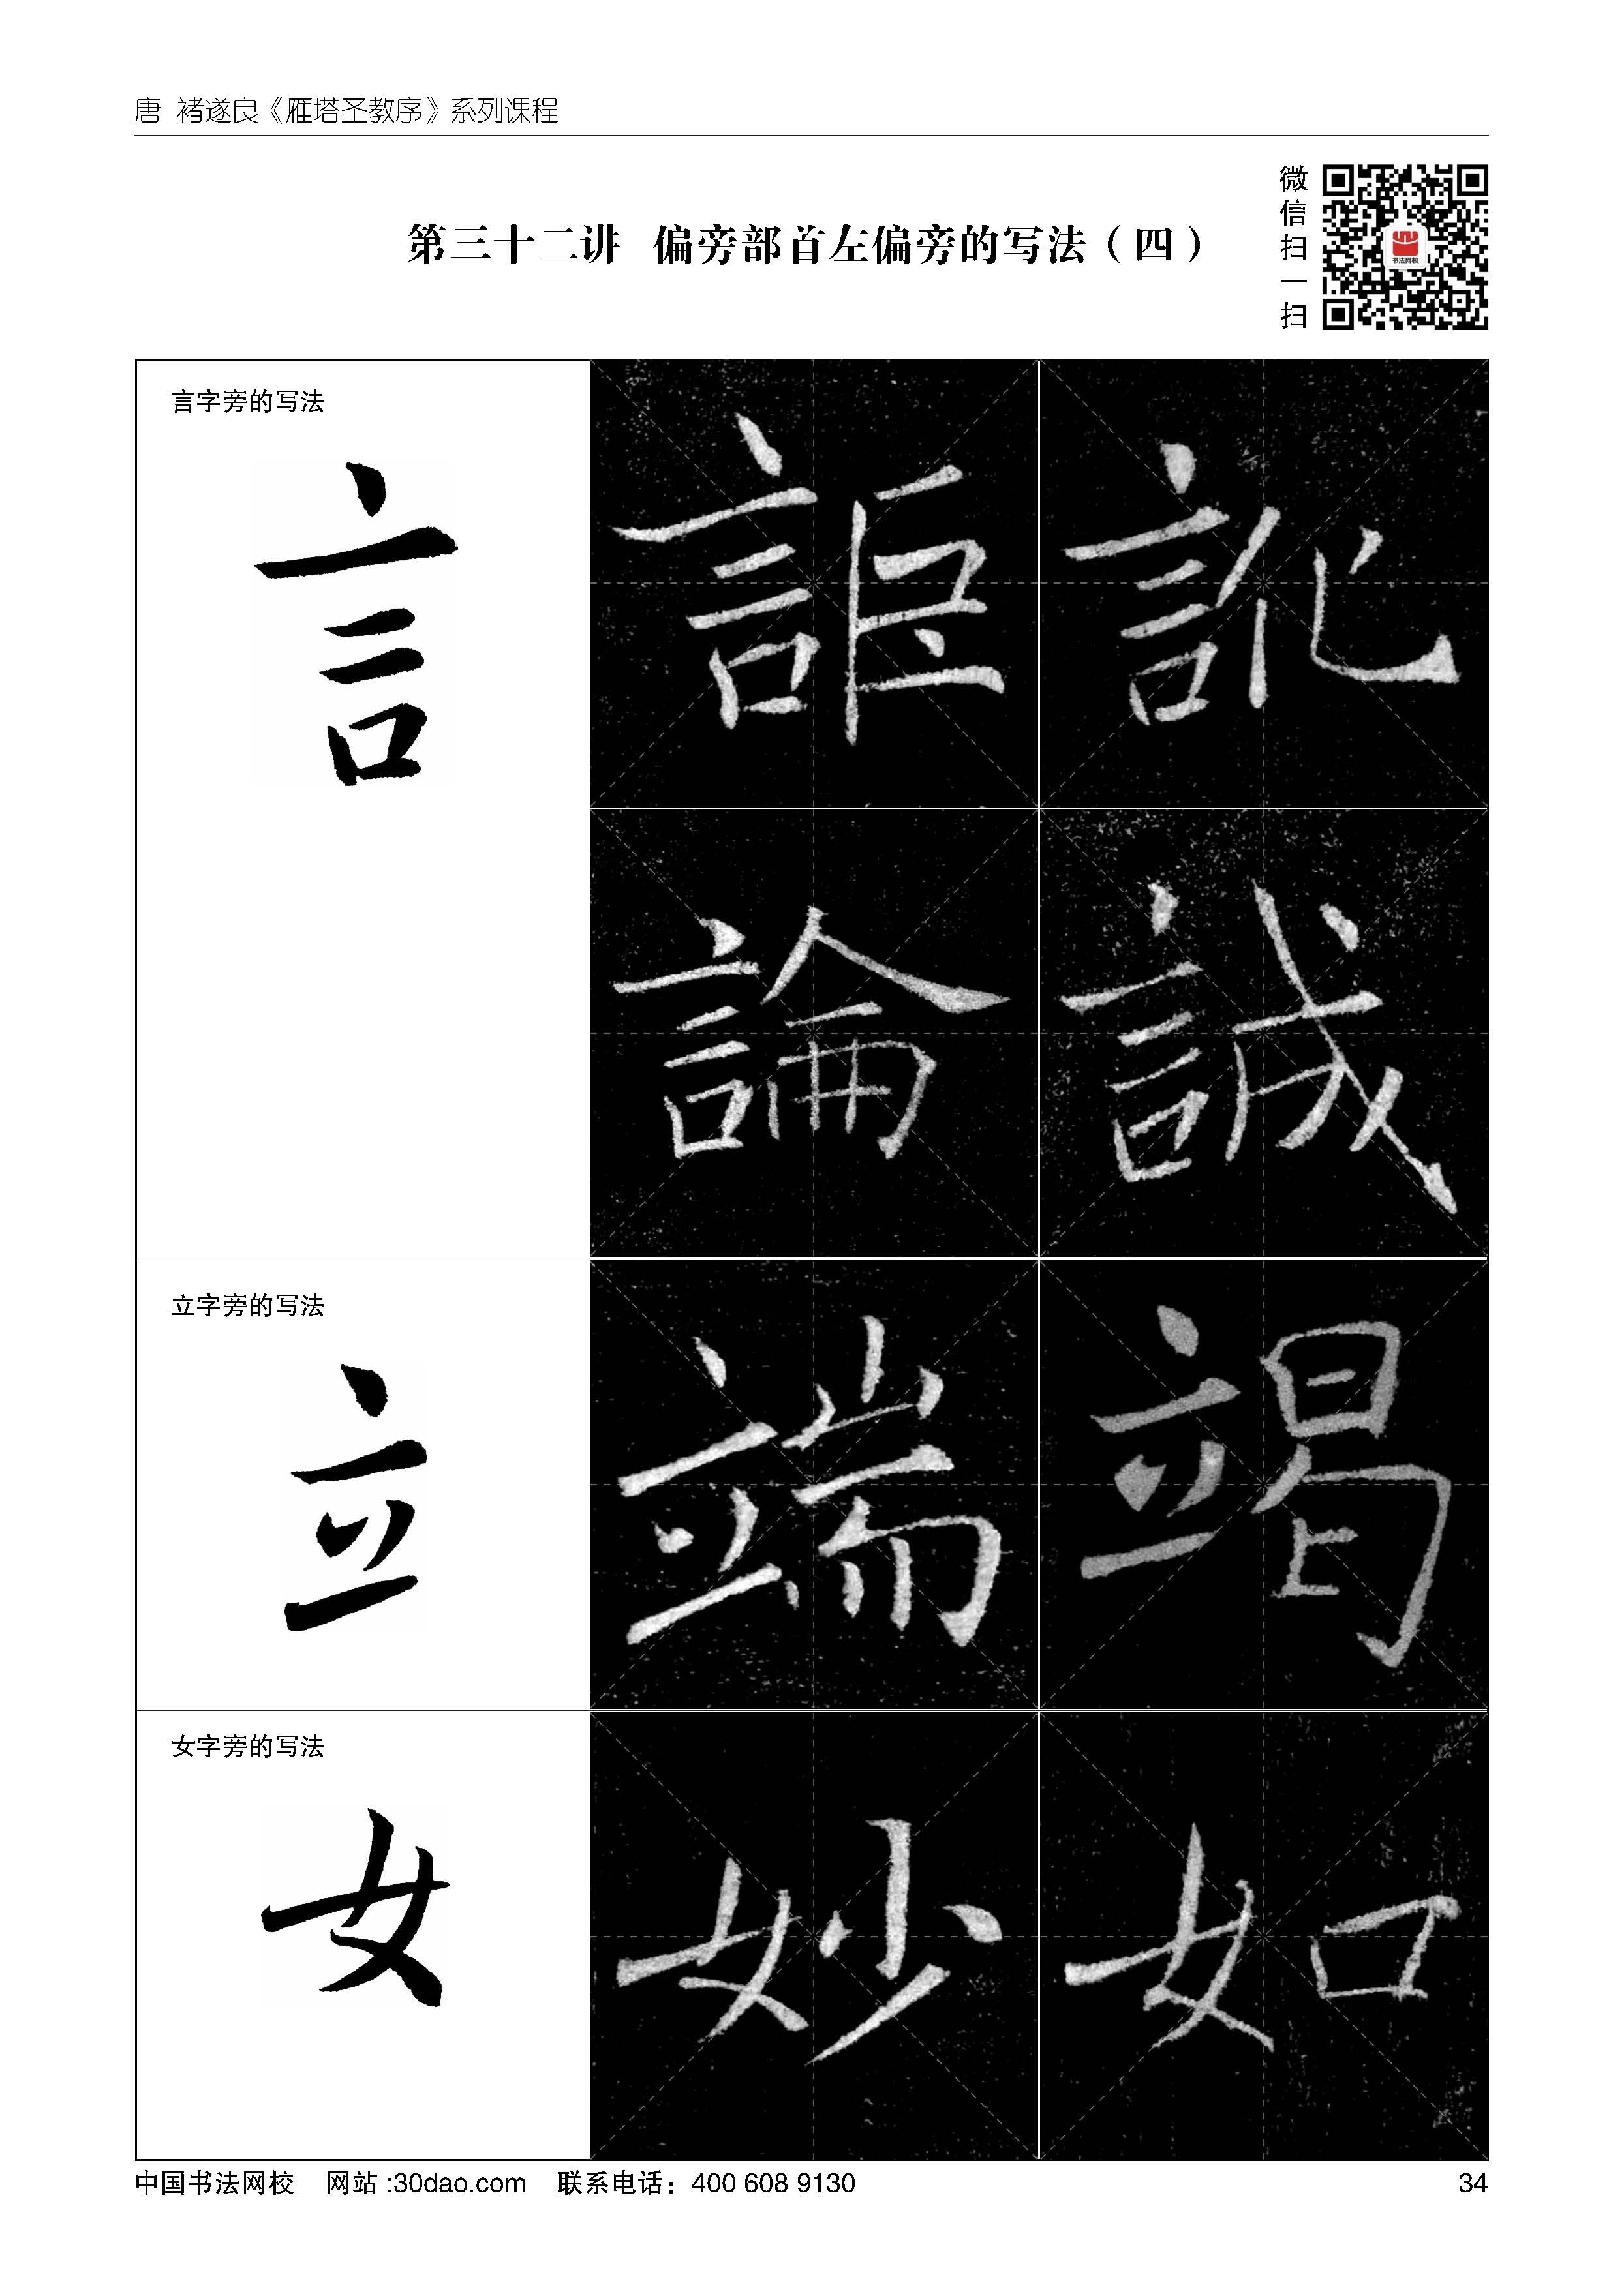 唐 褚遂良《雁塔圣教序》系列课程
第三十二讲 偏旁部首左偏旁的写法（四）
微信扫一扫
书法网校
言字旁的写法
言
詎 訛
論 誠
立字旁的写法
立
端 竭
女字旁的写法
女
妙 如
中国书法网校 网站:30dao.com 联系电话：400 608 9130
34